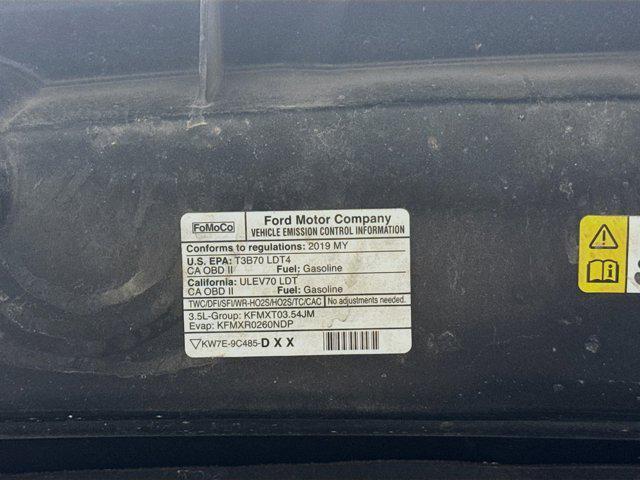 FoMoCo
Ford Motor Company
VEHICLE EMISSION CONTROL INFORMATION
Conforms to regulations: 2019 MY
U.S. EPA: T3B70 LDT4
CA OBD II Fuel: Gasoline
California: ULEV70 LDT
CA OBD II Fuel: Gasoline
TWC/DFI/SFI/WR-HO2S/HO2S/TC/CAC No adjustments needed.
3.5L-Group: KFMXT03.54JM
Evap: KFMXR0260NDP
KW7E-9C485-DXX